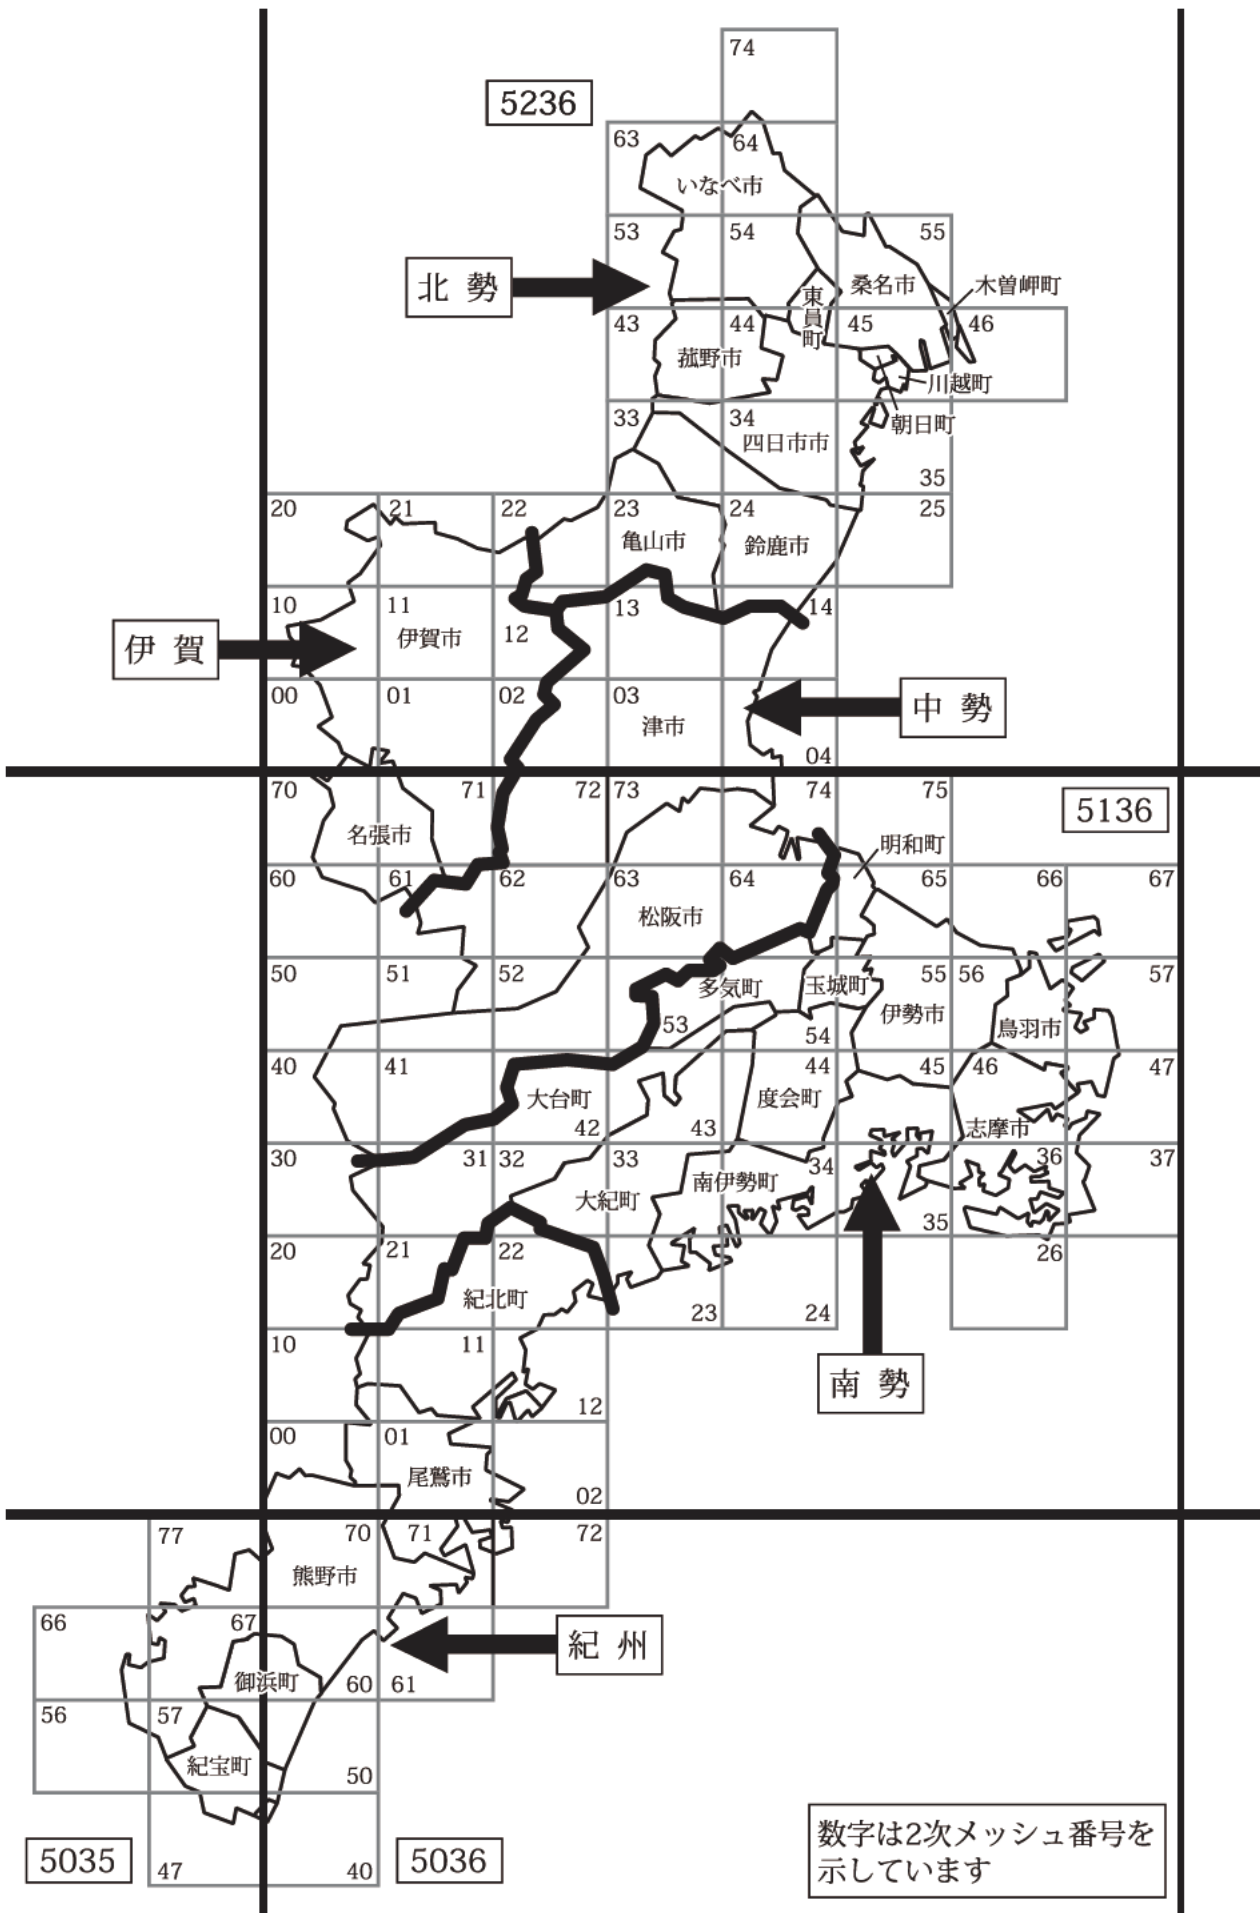 74
5236
63
64
いなべ市
53
54
55
北勢
桑名市
木曽岬町
東員町
43
44
45
46
菰野市
川越町
33
34
朝日町
四日市市
35
20
21
22
23
24
25
亀山市
鈴鹿市
10
11
12
13
14
伊賀
伊賀市
00
01
02
03
中勢
津市
04
70
71
72
73
74
75
5136
名張市
明和町
60
61
62
63
64
65
66
67
松阪市
50
51
52
55
56
57
多気町
玉城町
伊勢市
鳥羽市
53
54
40
41
44
45
46
47
大台町
度会町
42
43
志摩市
30
31
32
33
34
36
37
大紀町
南伊勢町
35
20
21
22
26
紀北町
23
24
10
11
南勢
12
00
01
尾鷲市
02
77
70
71
72
熊野市
66
67
紀州
御浜町
60
61
56
57
紀宝町
50
数字は2次メッシュ番号を
示しています
5035
47
40
5036